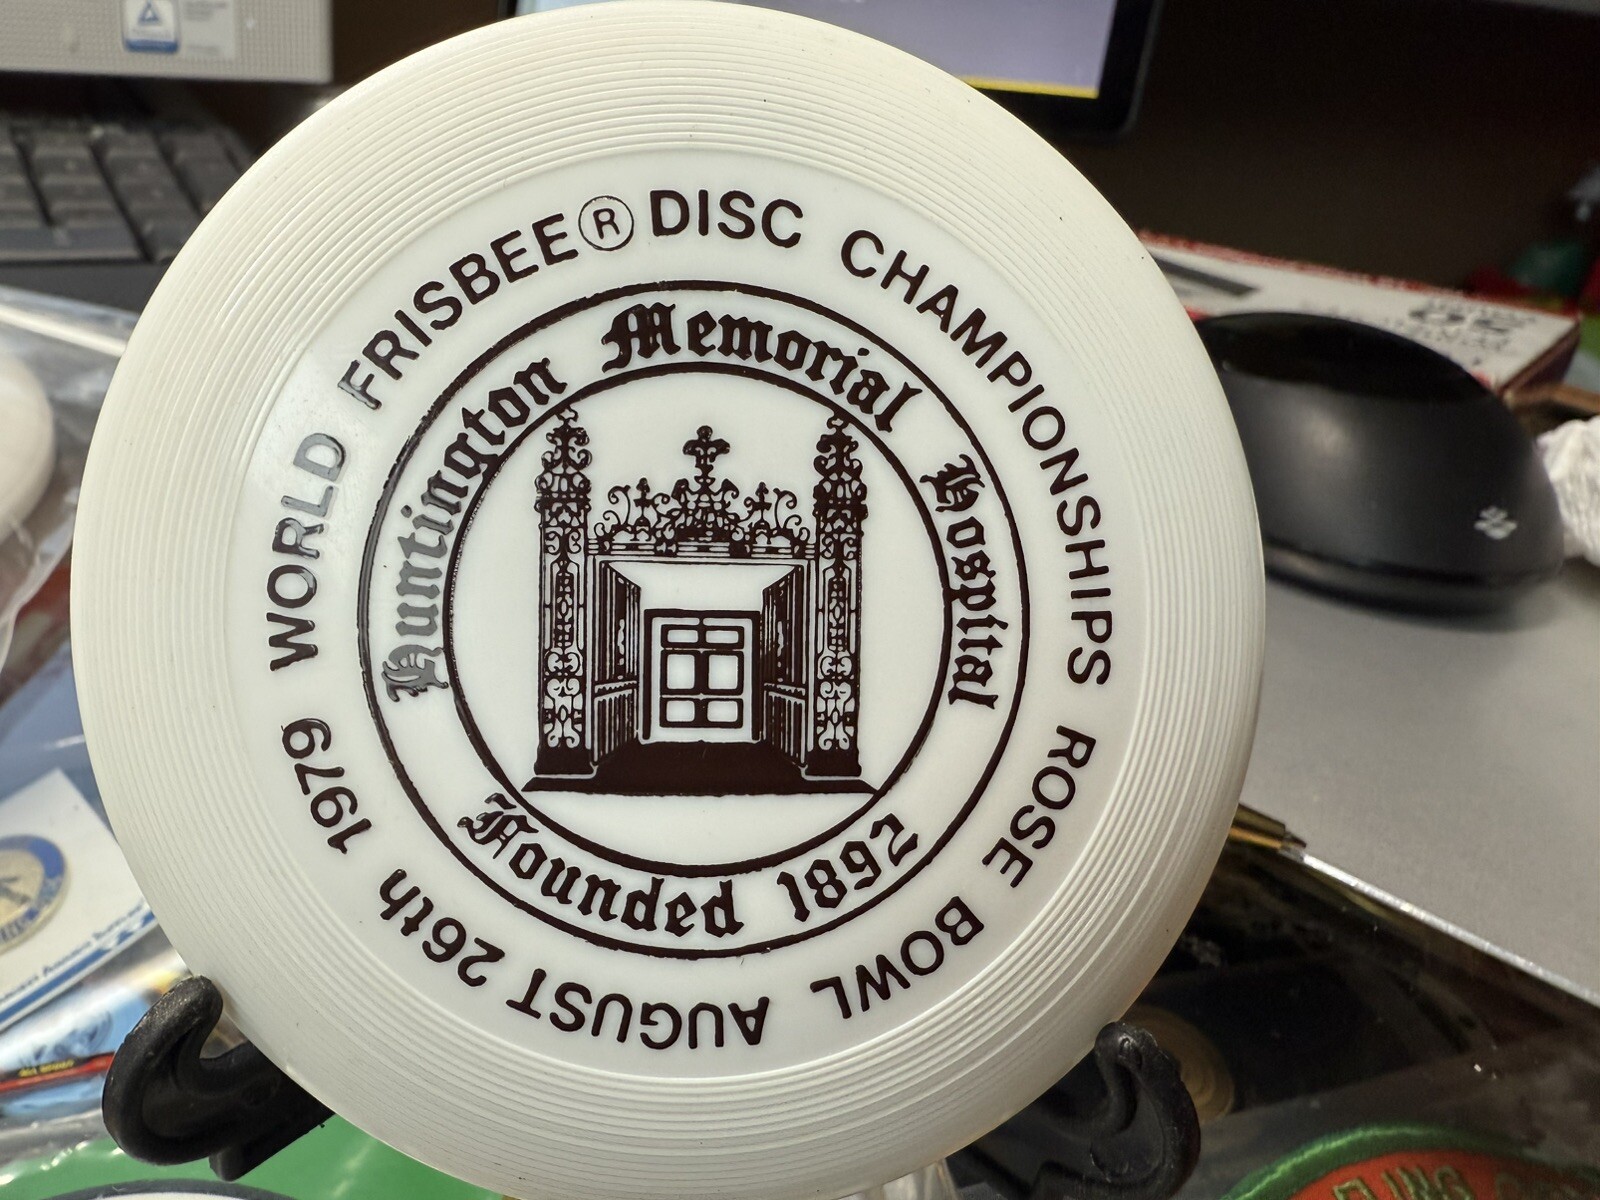 WORLD FRISBEE® DISC CHAMPIONSHIPS ROSE BOWL AUGUST 26th 1979
Huntington Memorial Hospital
Founded 1892